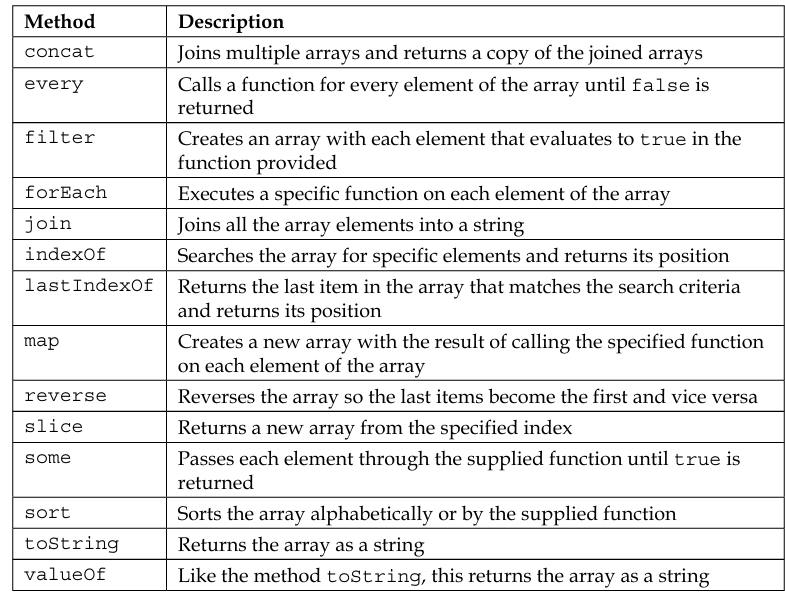 Method Description
concat Joins multiple arrays and returns a copy of the joined arrays
every Calls a function for every element of the array until false is
returned
filter Creates an array with each element that evaluates to true in the
function provided
forEach Executes a specific function on each element of the array
join Joins all the array elements into a string
indexOf Searches the array for specific elements and returns its position
lastIndexOf Returns the last item in the array that matches the search criteria
and returns its position
map Creates a new array with the result of calling the specified function
on each element of the array
reverse Reverses the array so the last items become the first and vice versa
slice Returns a new array from the specified index
some Passes each element through the supplied function until true is
returned
sort Sorts the array alphabetically or by the supplied function
toString Returns the array as a string
valueOf Like the method toString, this returns the array as a string